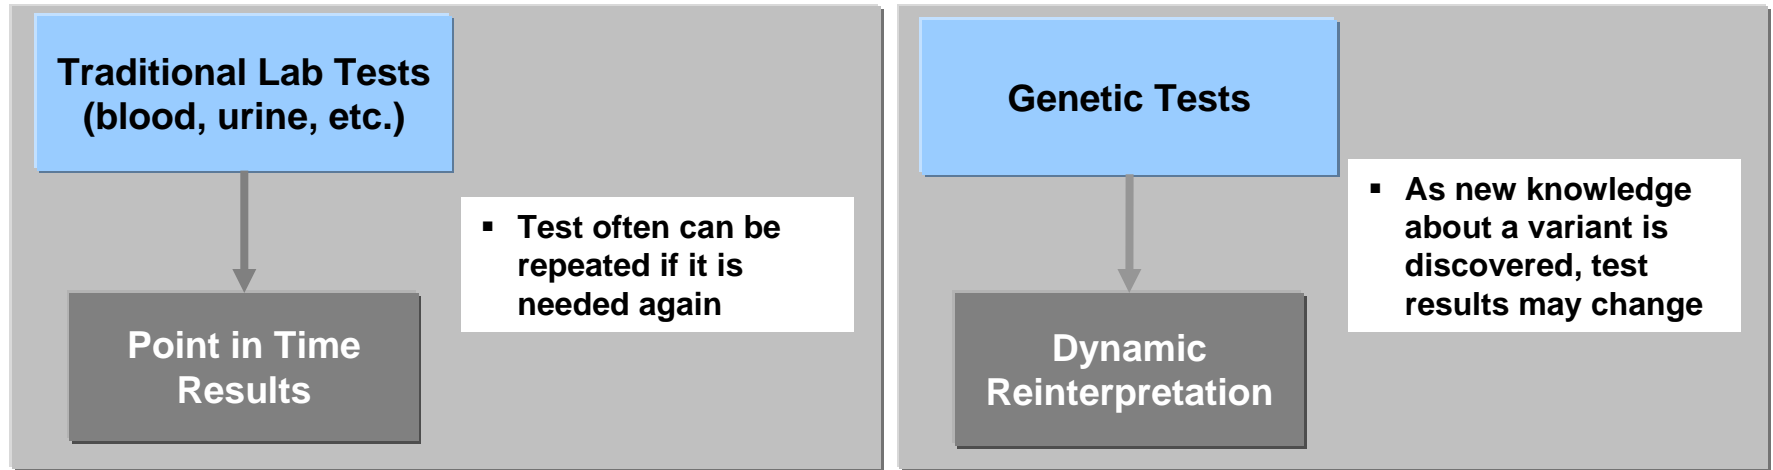 Traditional Lab Tests
(blood, urine, etc.)
▪ Test often can be
repeated if it is
needed again
Point in Time
Results
Genetic Tests
▪ As new knowledge
about a variant is
discovered, test
results may change
Dynamic
Reinterpretation